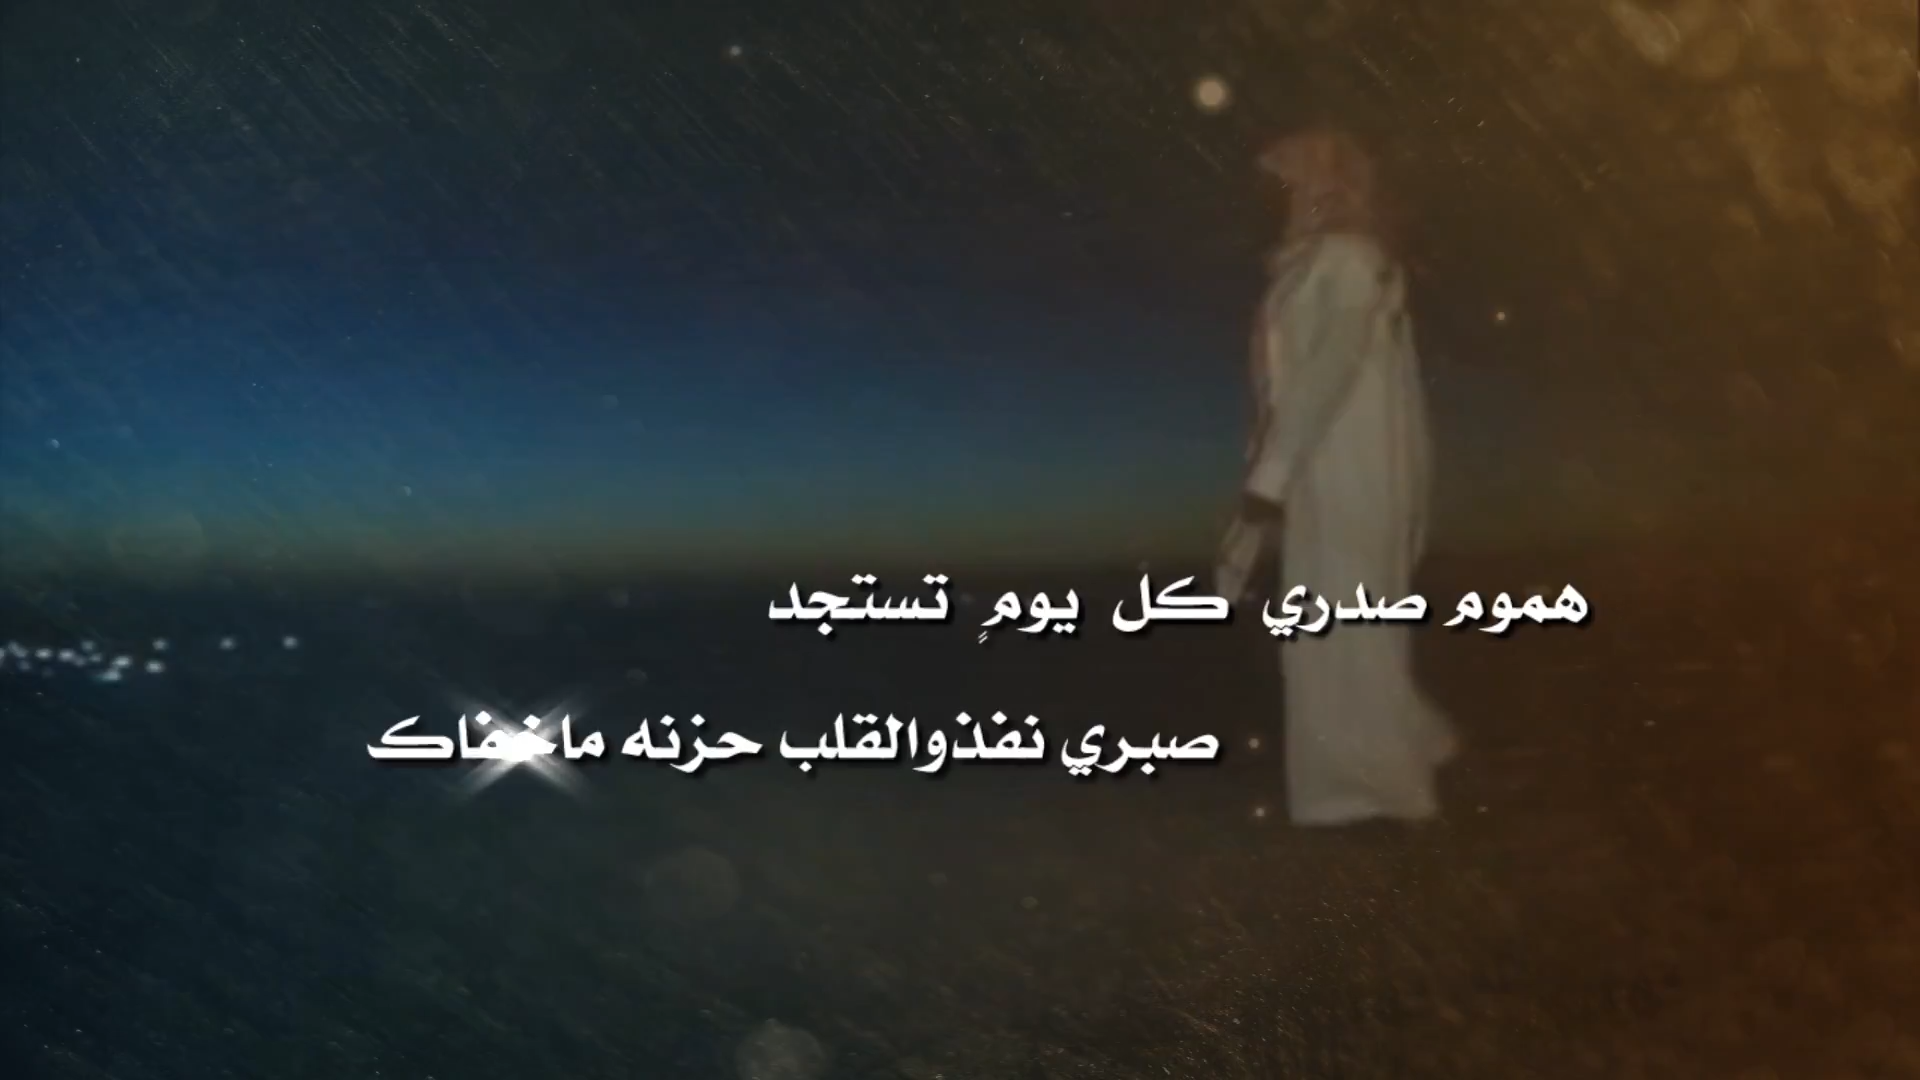 هموم صدري كل يومٍ تستجد
صبري نفذوالقلب حزنه ماخفاك